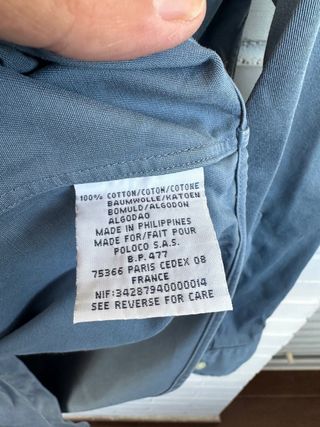 100% COTTON/COTON/COTONE
BAUMWOLLE/KATOEN
BOMULD/ALGODON
ALGODAO
MADE IN PHILIPPINES
MADE FOR/FAIT POUR
POLOCO S.A.S.
B.P. 477
75366 PARIS CEDEX 08
FRANCE
NIF:34287940000014
SEE REVERSE FOR CARE